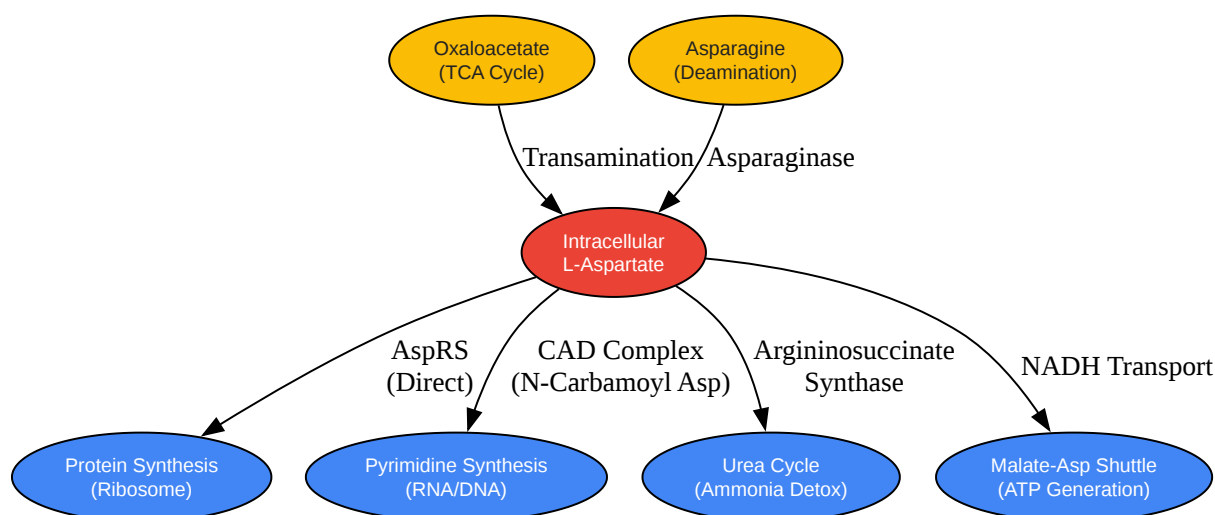 Oxaloacetate
(TCA Cycle)
Asparagine
(Deamination)
Transamination
Asparaginase
Intracellular
L-Aspartate
AspRS
(Direct)
CAD Complex
(N-Carbamoyl Asp)
Argininosuccinate
Synthase
NADH Transport
Protein Synthesis
(Ribosome)
Pyrimidine Synthesis
(RNA/DNA)
Urea Cycle
(Ammonia Detox)
Malate-Asp Shuttle
(ATP Generation)